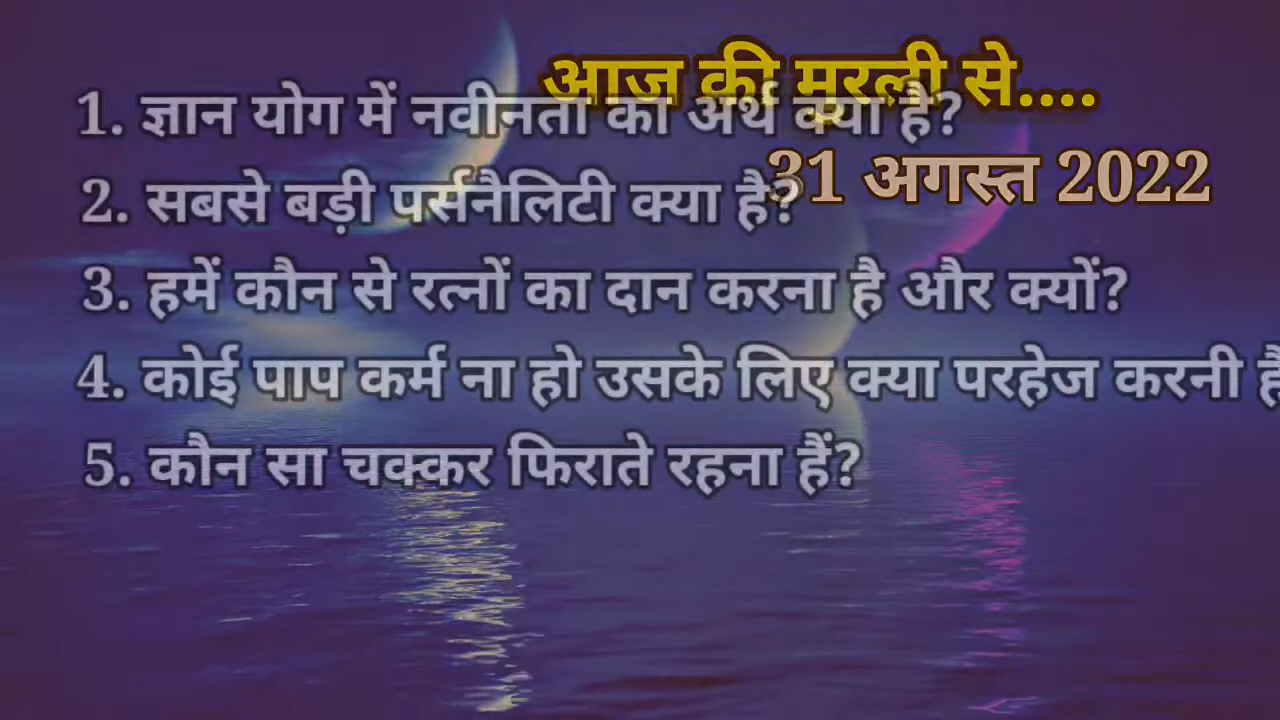 आज की मुरली से....
1. ज्ञान योग में नवीनता का अर्थ क्या है?
31 अगस्त 2022
2. सबसे बड़ी पर्सनैलिटी क्या है?
3. हमें कौन से रत्नों का दान करना है और क्यों?
4. कोई पाप कर्म ना हो उसके लिए क्या परहेज करनी है
5. कौन सा चक्कर फिराते रहना हैं?